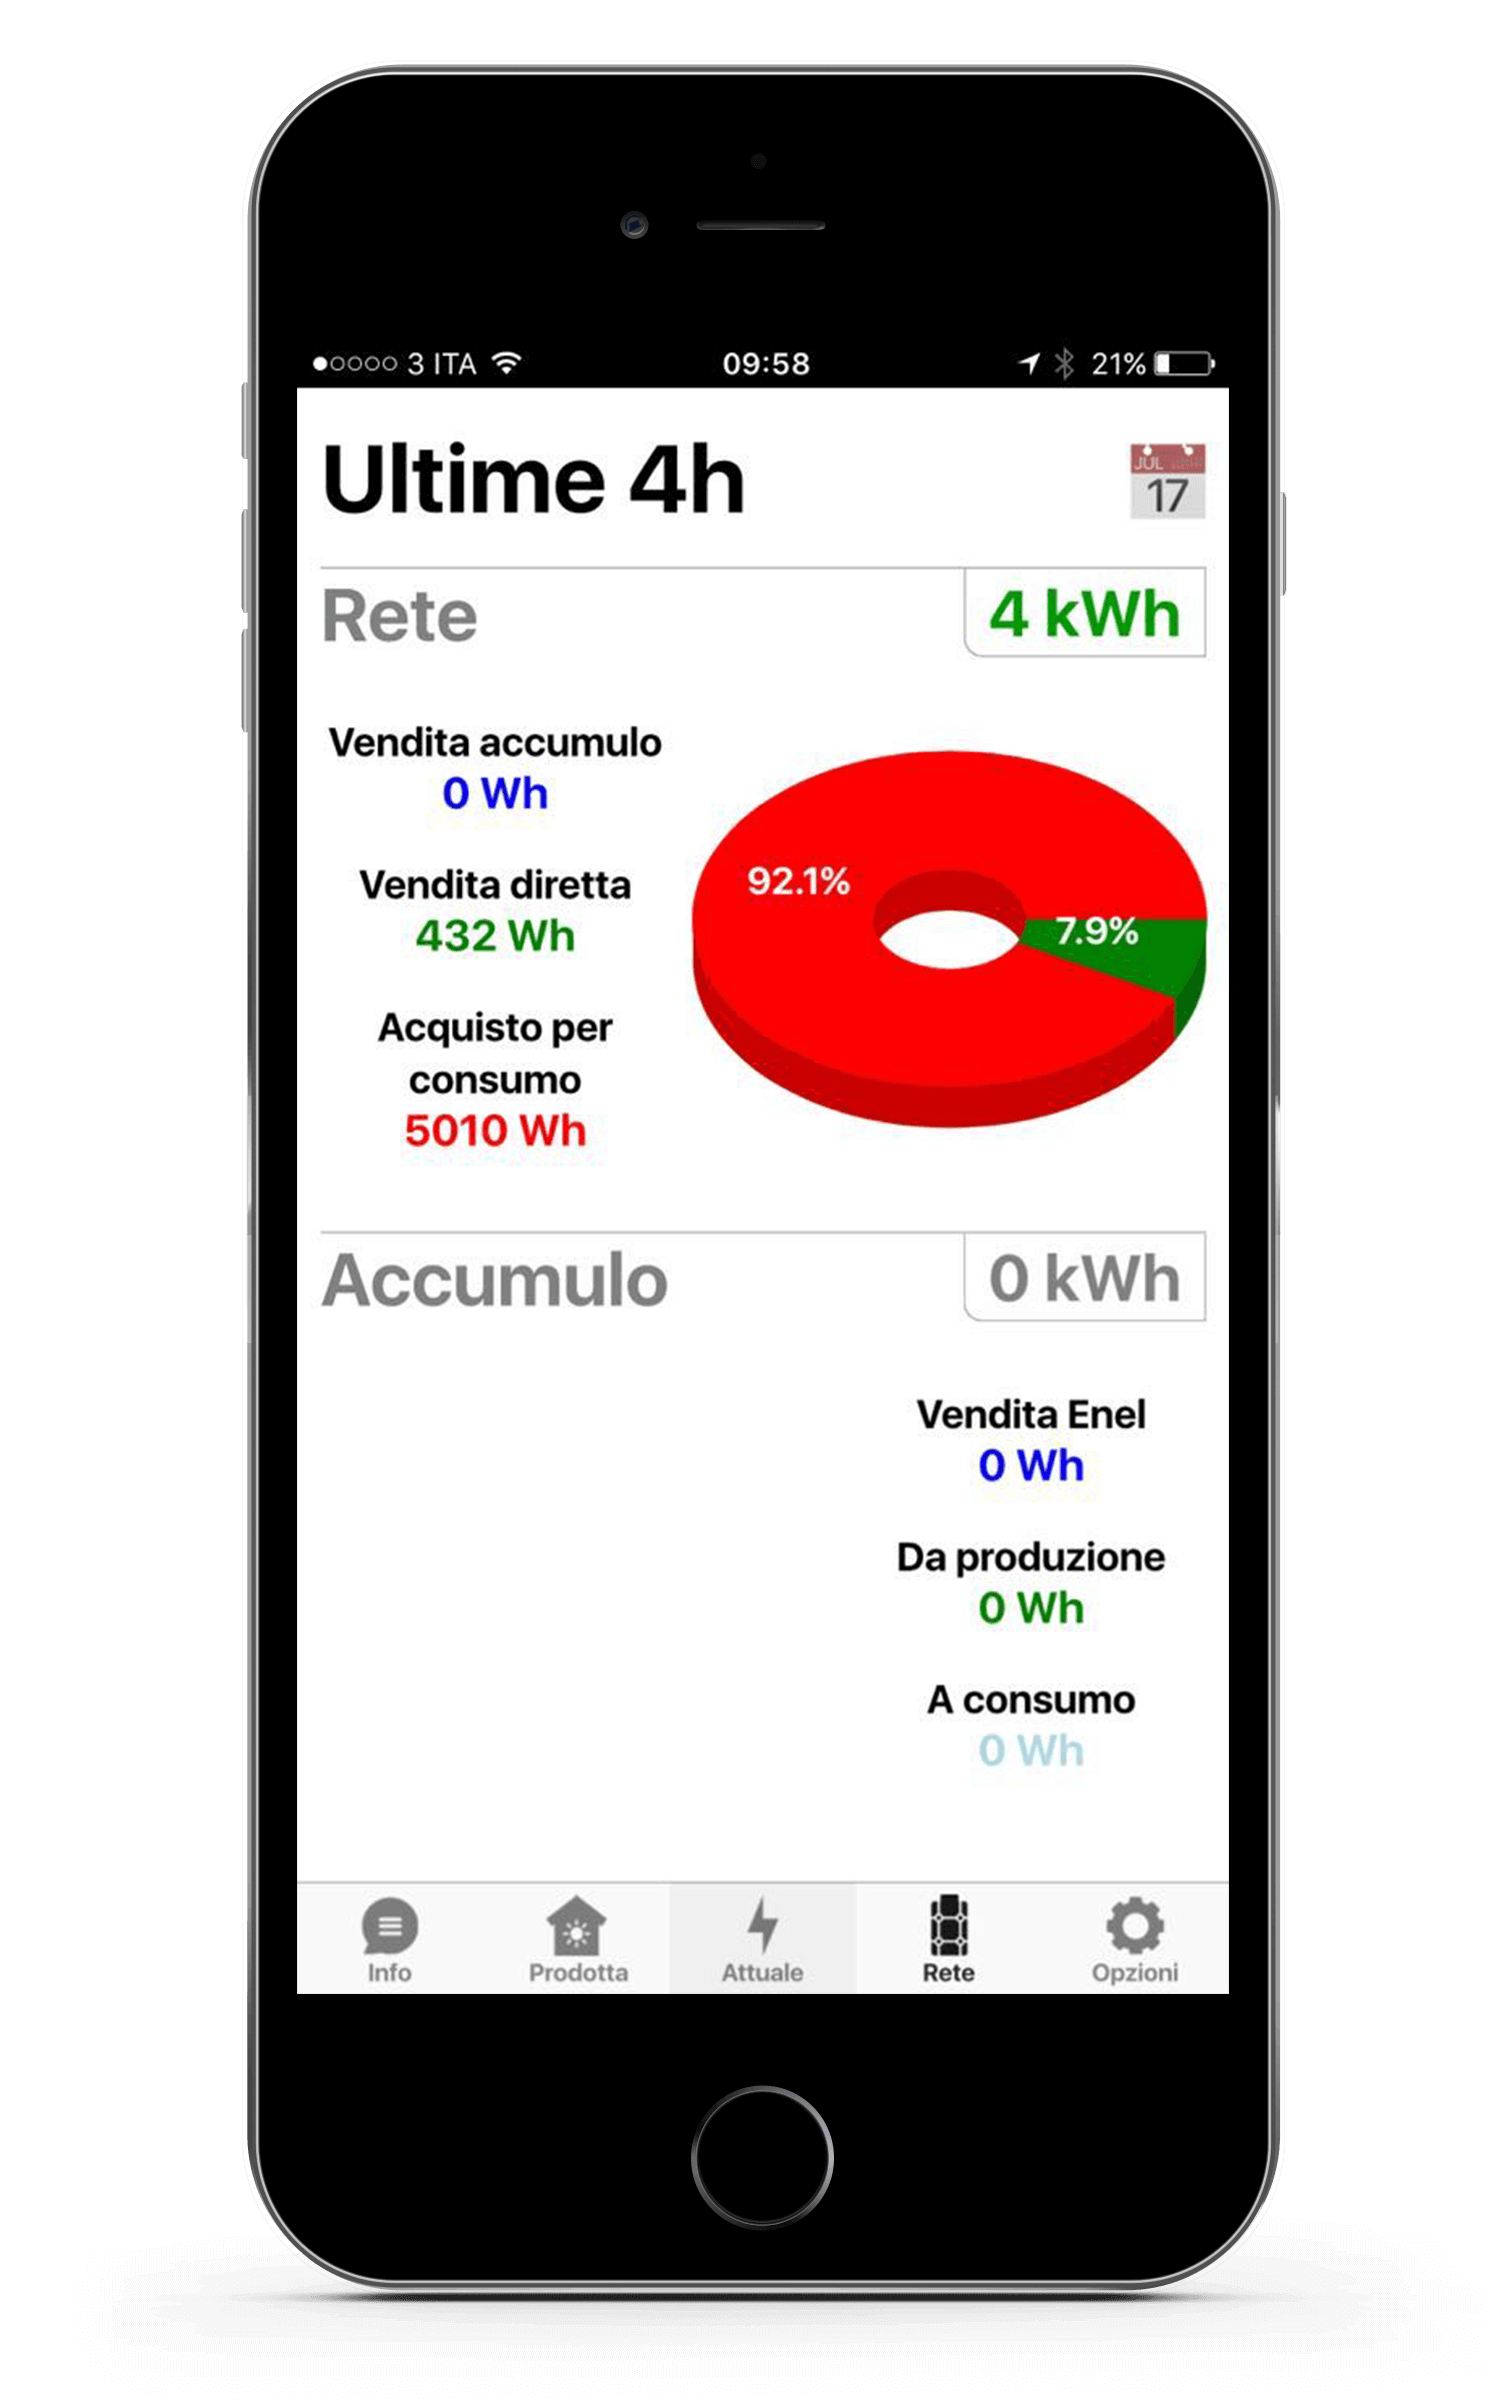 3 ITA 09:58 21%
Ultime 4h
JUL
17
Rete 4 kWh
Vendita accumulo
0 Wh
Vendita diretta
432 Wh
Acquisto per
consumo
5010 Wh
92.1%
7.9%
Accumulo 0 kWh
Vendita Enel
0 Wh
Da produzione
0 Wh
A consumo
0 Wh
Info Prodotta Attuale Rete Opzioni